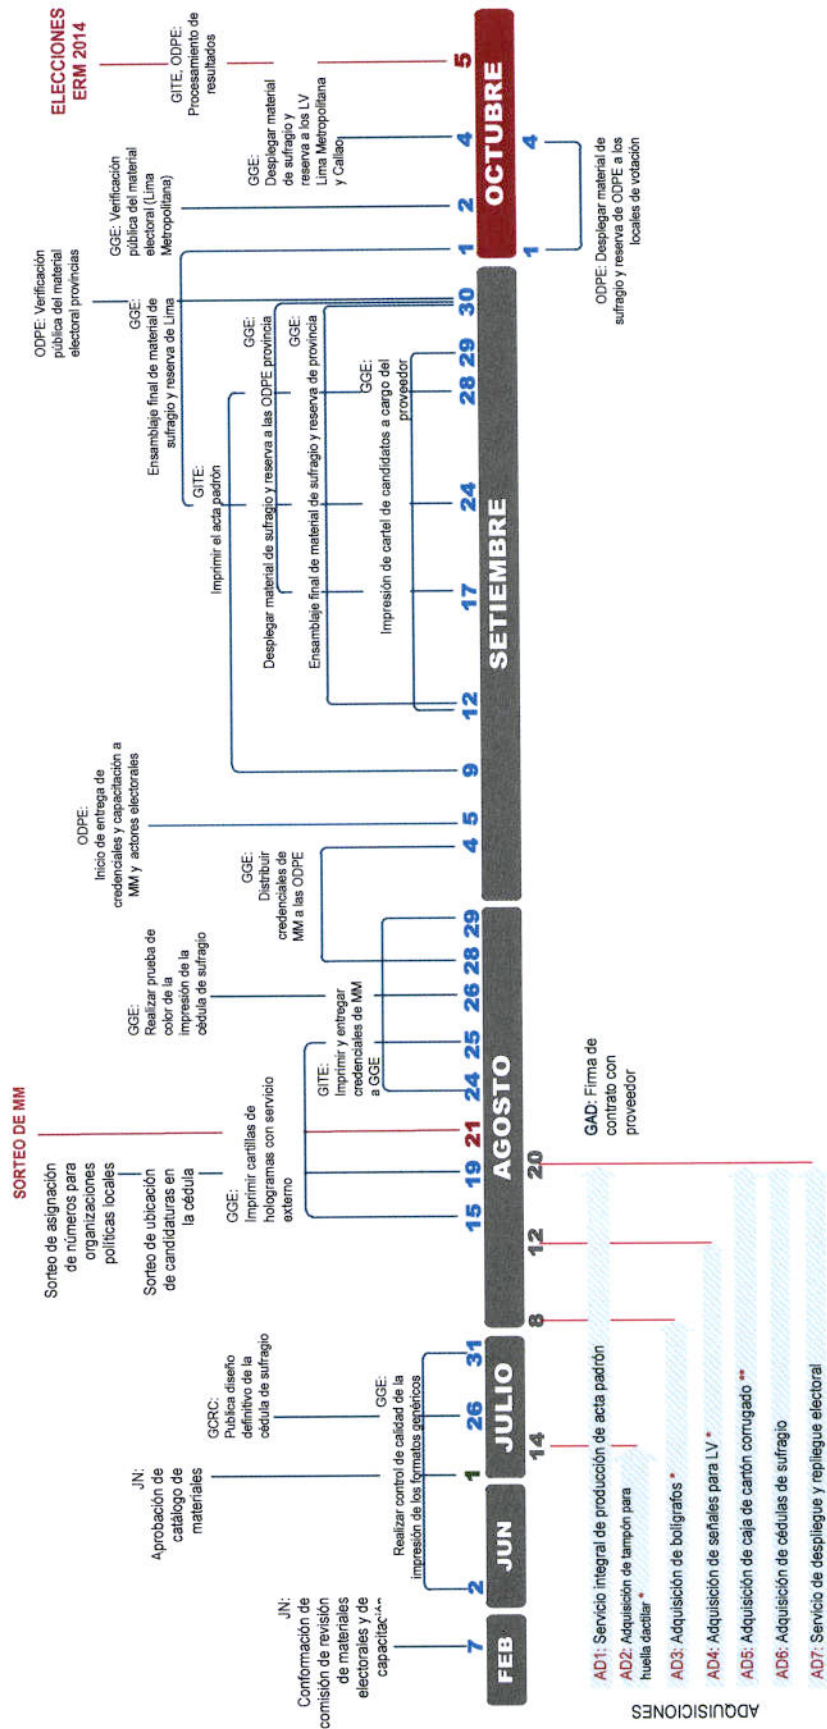 JN:
Conformación de
comisión de revisión
de materiales
electorales y de
capacitación
JN:
Aprobación de
catálogo de
materiales
GCRC:
Publica diseño
definitivo de la
cédula de sufragio
GGE:
Realizar control de calidad de la
impresión de los formatos genéricos
SORTEO DE MM
Sorteo de asignación
de números para
organizaciones
políticas locales
Sorteo de ubicación
de candidaturas en
la cédula
GGE:
Imprimir cartillas de
hologramas con servicio
externo
GGE:
Realizar prueba de
color de la
impresión de la
cédula de sufragio
GITE:
Imprimir y entregar
credenciales de MM
a GGE
GGE:
Distribuir
credenciales de
MM a las ODPE
ODPE:
Inicio de entrega de
credenciales y capacitación a
MM y actores electorales
GITE:
Imprimir el acta padrón
GGE:
Ensamblaje final de material de
sufragio y reserva de Lima
GGE:
Desplegar material de sufragio y reserva a las ODPE provincia
GGE:
Ensamblaje final de material de sufragio y reserva de provincia
GGE:
Impresión de cartel de candidatos a cargo del
proveedor
ODPE: Verificación
pública del material
electoral provincias
GGE: Verificación
pública del material
electoral (Lima
Metropolitana)
GGE:
Desplegar material
de sufragio y
reserva a los LV
Lima Metropolitana
y Callao
ELECCIONES
ERM 2014
GITE, ODPE:
Procesamiento de
resultados
7
2
1
26
31
15
19
21
24
25
26
28
29
4
5
9
12
17
24
28
29
30
1
2
4
5
FEB
JUN
JULIO
AGOSTO
SETIEMBRE
OCTUBRE
14
8
12
20
1
4
GAD: Firma de
contrato con
proveedor
ODPE: Desplegar material de
sufragio y reserva de ODPE a los
locales de votación
ADQUISICIONES
AD1: Servicio integral de producción de acta padrón
AD2: Adquisición de tampón para
huella dactilar *
AD3: Adquisición de bolígrafos *
AD4: Adquisición de señales para LV *
AD5: Adquisición de caja de cartón corrugado **
AD6: Adquisición de cédulas de sufragio
AD7: Servicio de despliegue y repliegue electoral